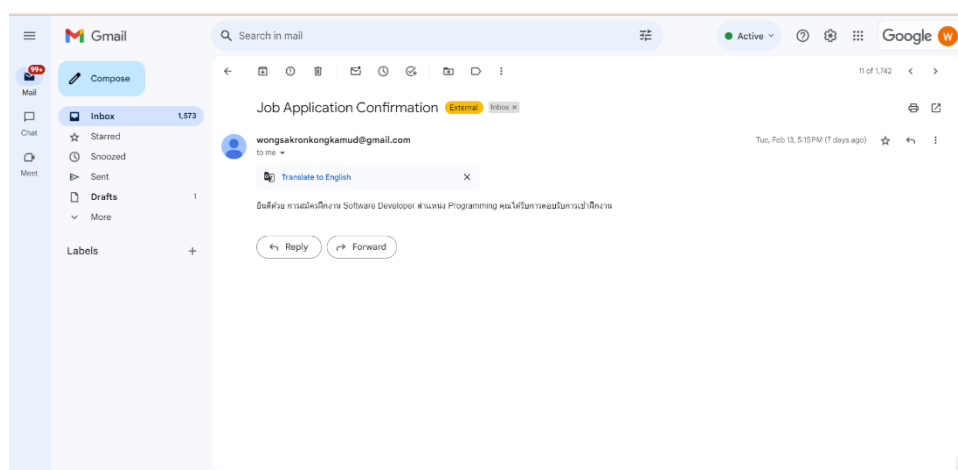 Gmail
Search in mail
Active
Google
W
99+
Mail
Compose
11 of 1,742
Chat
Inbox 1,573
Job Application Confirmation External Inbox ×
Starred
wongsakronkongkamud@gmail.com
Tue, Feb 13, 5:15 PM (7 days ago)
to me
Meet
Snoozed
Sent
Translate to English
Drafts 1
More
ยินดีด้วย การสมัครฝึกงาน Software Developer ตำแหน่ง Programming คุณได้รับการตอบรับการเข้าฝึกงาน
Labels
Reply
Forward